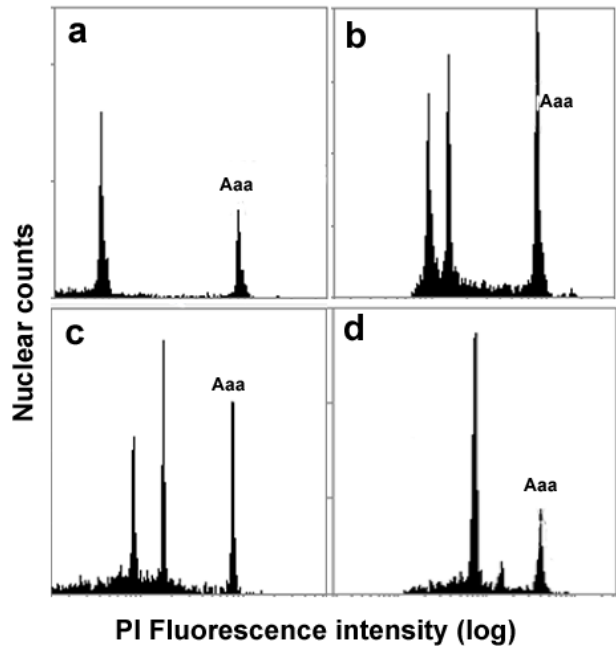 a
Aaa
b
Aaa
c
Aaa
d
Aaa
Nuclear counts
PI Fluorescence intensity (log)